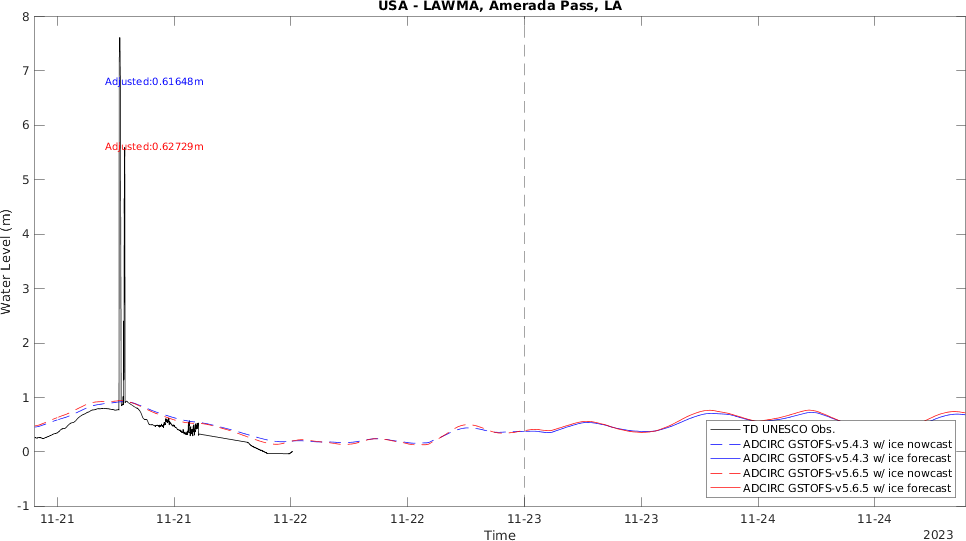 USA - LAWMA, Amerada Pass, LA
8
7
6
5
4
3
2
1
0
-1
Water Level (m)
Adjusted:0.61648m
Adjusted:0.62729m
TD UNESCO Obs.
ADCIRC GSTOFS-v5.4.3 w/ ice nowcast
ADCIRC GSTOFS-v5.4.3 w/ ice forecast
ADCIRC GSTOFS-v5.6.5 w/ ice nowcast
ADCIRC GSTOFS-v5.6.5 w/ ice forecast
11-21 11-21 11-22 11-22 11-23 11-23 11-24 11-24
Time
2023